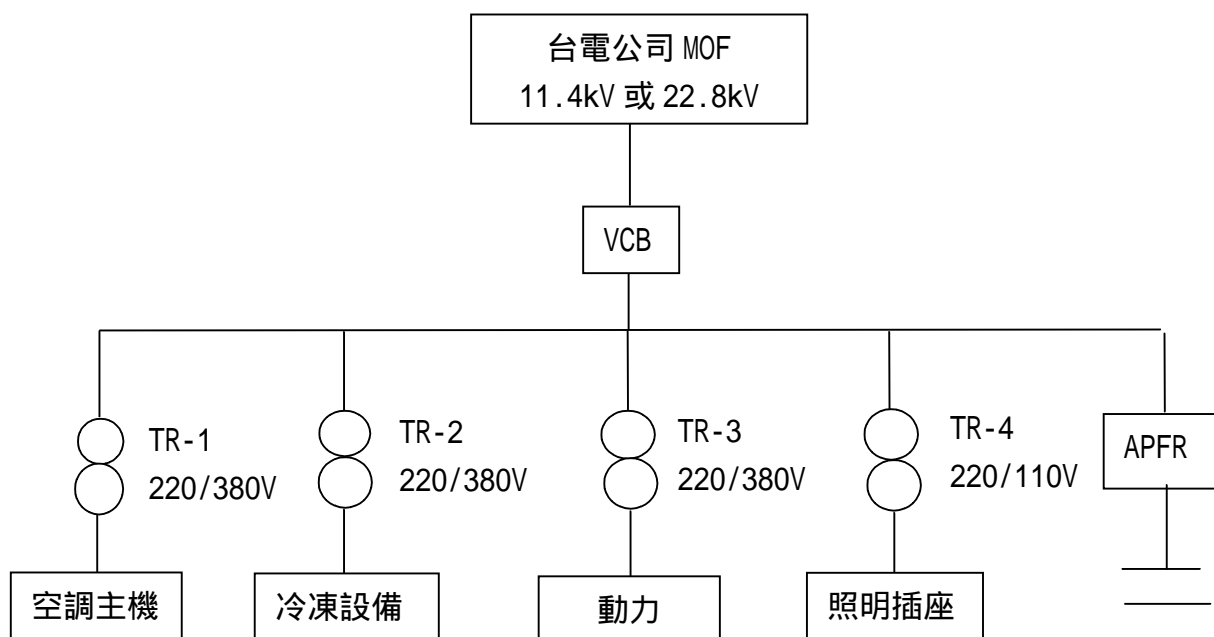 台電公司 MOF
11.4kV 或 22.8kV
VCB
TR-1
220/380V
TR-2
220/380V
TR-3
220/380V
TR-4
220/110V
APFR
空調主機
冷凍設備
動力
照明插座